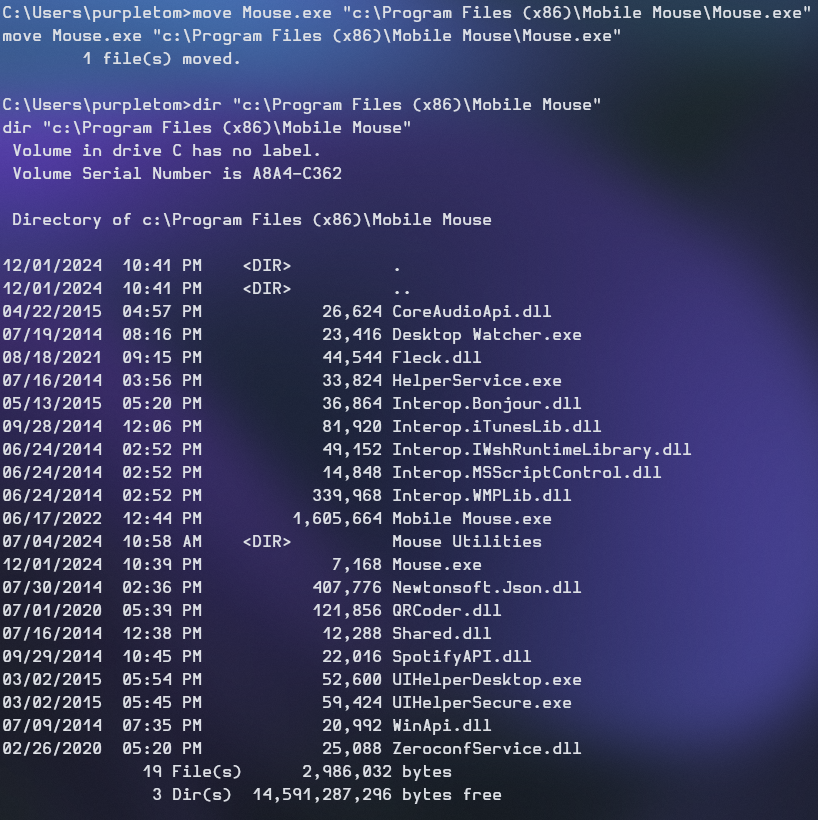 C:\Users\purpletom>move Mouse.exe "c:\Program Files (x86)\Mobile Mouse\Mouse.exe"
move Mouse.exe "c:\Program Files (x86)\Mobile Mouse\Mouse.exe"
        1 file(s) moved.

C:\Users\purpletom>dir "c:\Program Files (x86)\Mobile Mouse"
dir "c:\Program Files (x86)\Mobile Mouse"
 Volume in drive C has no label.
 Volume Serial Number is A8A4-C362

 Directory of c:\Program Files (x86)\Mobile Mouse

12/01/2024  10:41 PM    <DIR>          .
12/01/2024  10:41 PM    <DIR>          ..
04/22/2015  04:57 PM            26,624 CoreAudioApi.dll
07/19/2014  08:16 PM            23,416 Desktop Watcher.exe
08/18/2021  09:15 PM            44,544 Fleck.dll
07/16/2014  03:56 PM            33,824 HelperService.exe
05/13/2015  05:20 PM            36,864 Interop.Bonjour.dll
09/28/2014  12:06 PM            81,920 Interop.iTunesLib.dll
06/24/2014  02:52 PM            49,152 Interop.IWshRuntimeLibrary.dll
06/24/2014  02:52 PM            14,848 Interop.MSScriptControl.dll
06/24/2014  02:52 PM           339,968 Interop.WMPLib.dll
06/17/2022  12:44 PM         1,605,664 Mobile Mouse.exe
07/04/2024  10:58 AM    <DIR>          Mouse Utilities
12/01/2024  10:39 PM             7,168 Mouse.exe
07/30/2014  02:36 PM           407,776 Newtonsoft.Json.dll
07/01/2020  05:39 PM           121,856 QRCoder.dll
07/16/2014  12:38 PM            12,288 Shared.dll
09/29/2014  10:45 PM            22,016 SpotifyAPI.dll
03/02/2015  05:54 PM            52,600 UIHelperDesktop.exe
03/02/2015  05:45 PM            59,424 UIHelperSecure.exe
07/09/2014  07:35 PM            20,992 WinApi.dll
02/26/2020  05:20 PM            25,088 ZeroconfService.dll
              19 File(s)      2,986,032 bytes
               3 Dir(s)  14,591,287,296 bytes free